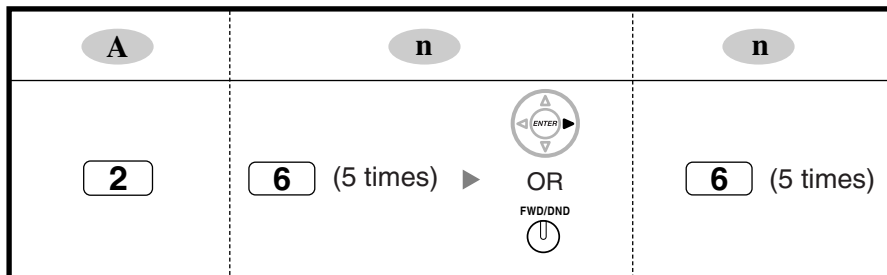 A n n
ENTER
2 6 (5 times) OR 6 (5 times)
FWD/DND